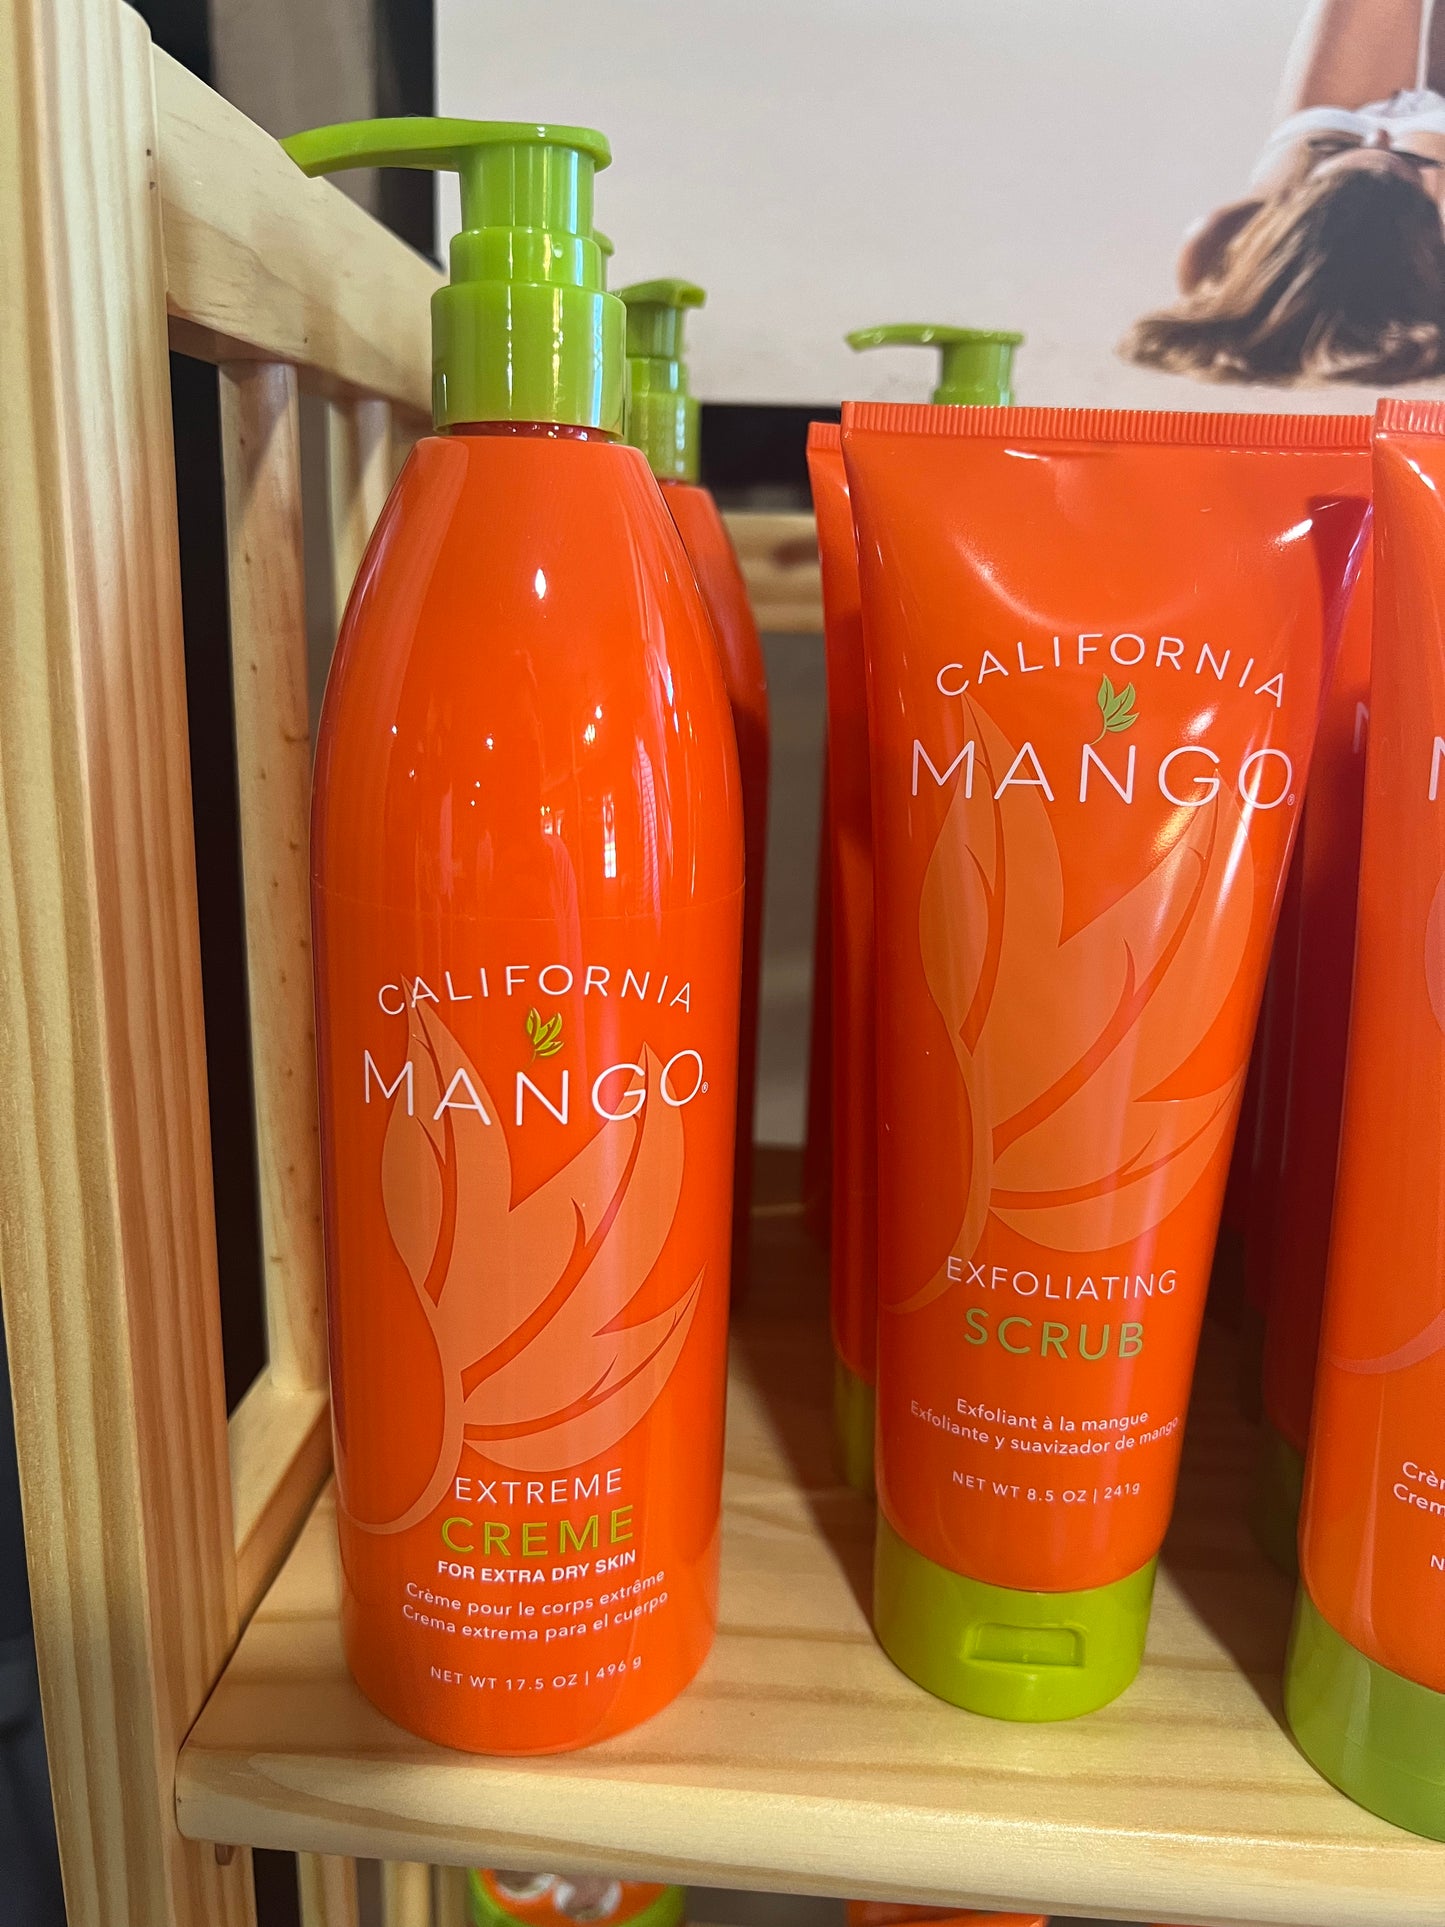 CALIFORNIA
MANGO®
EXTREME
CREME
FOR EXTRA DRY SKIN
Crème pour le corps extrême
Crema extrema para el cuerpo
NET WT 17.5 OZ | 496 g
CALIFORNIA
MANGO®
EXFOLIATING
SCRUB
Exfoliant à la mangue
Exfoliante y suavizador de mango
NET WT 8.5 OZ | 241g